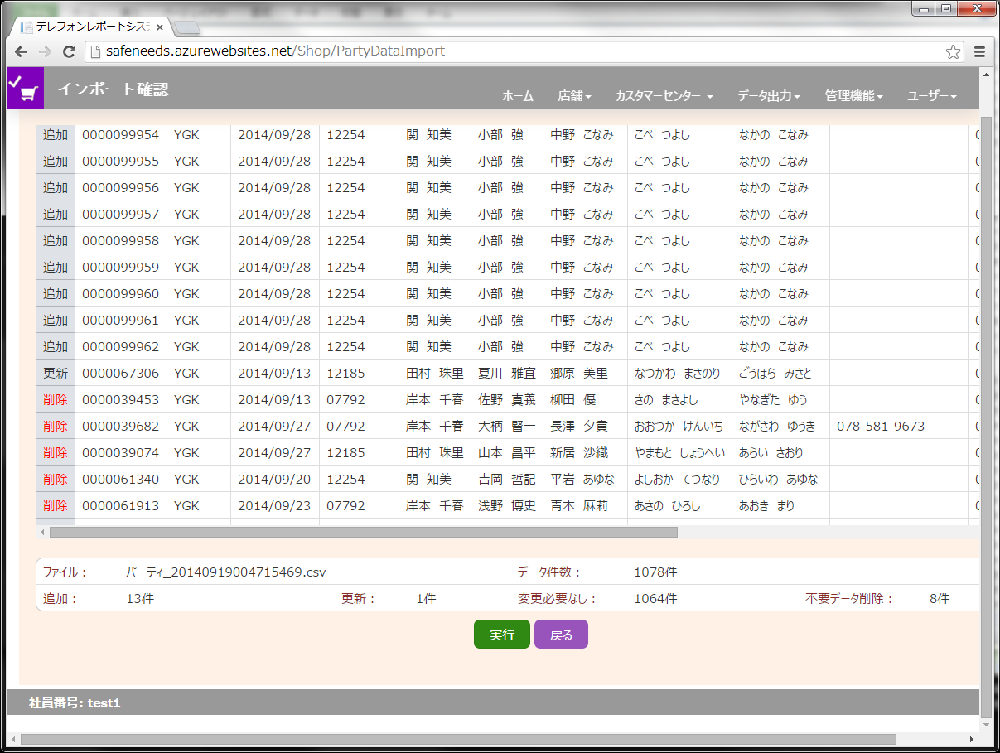 テレフォンレポートシス
safeneeds.azurewebsites.net/Shop/PartyDataImport
インポート確認 ホーム 店舗 カスタマーセンター データ出力 管理機能 ユーザー
追加 0000099954 YGK 2014/09/28 12254 関 知美 小部 強 中野 こなみ こべ つよし なかの こなみ
追加 0000099955 YGK 2014/09/28 12254 関 知美 小部 強 中野 こなみ こべ つよし なかの こなみ
追加 0000099956 YGK 2014/09/28 12254 関 知美 小部 強 中野 こなみ こべ つよし なかの こなみ
追加 0000099957 YGK 2014/09/28 12254 関 知美 小部 強 中野 こなみ こべ つよし なかの こなみ
追加 0000099958 YGK 2014/09/28 12254 関 知美 小部 強 中野 こなみ こべ つよし なかの こなみ
追加 0000099959 YGK 2014/09/28 12254 関 知美 小部 強 中野 こなみ こべ つよし なかの こなみ
追加 0000099960 YGK 2014/09/28 12254 関 知美 小部 強 中野 こなみ こべ つよし なかの こなみ
追加 0000099961 YGK 2014/09/28 12254 関 知美 小部 強 中野 こなみ こべ つよし なかの こなみ
追加 0000099962 YGK 2014/09/28 12254 関 知美 小部 強 中野 こなみ こべ つよし なかの こなみ
更新 0000067306 YGK 2014/09/13 12185 田村 珠里 夏川 雅宜 郷原 美里 なつかわ まさのり ごうはら みさと
削除 0000039453 YGK 2014/09/13 07792 岸本 千春 佐野 真義 柳田 優 さの まさよし やなぎた ゆう
削除 0000039682 YGK 2014/09/27 07792 岸本 千春 大柄 賢一 長澤 夕貴 おおつか けんいち ながさわ ゆうき 078-581-9673
削除 0000039074 YGK 2014/09/27 12185 田村 珠里 山本 昌平 新居 沙織 やまもと しょうへい あらい さおり
削除 0000061340 YGK 2014/09/20 12254 関 知美 吉岡 哲記 平岩 あゆな よしおか てつなり ひらいわ あゆな
削除 0000061913 YGK 2014/09/23 07792 岸本 千春 浅野 博史 青木 麻莉 あさの ひろし あおき まり
ファイル： パーティ_20140919004715469.csv データ件数： 1078件
追加： 13件 更新： 1件 変更必要なし： 1064件 不要データ削除： 8件
実行 戻る
社員番号: test1